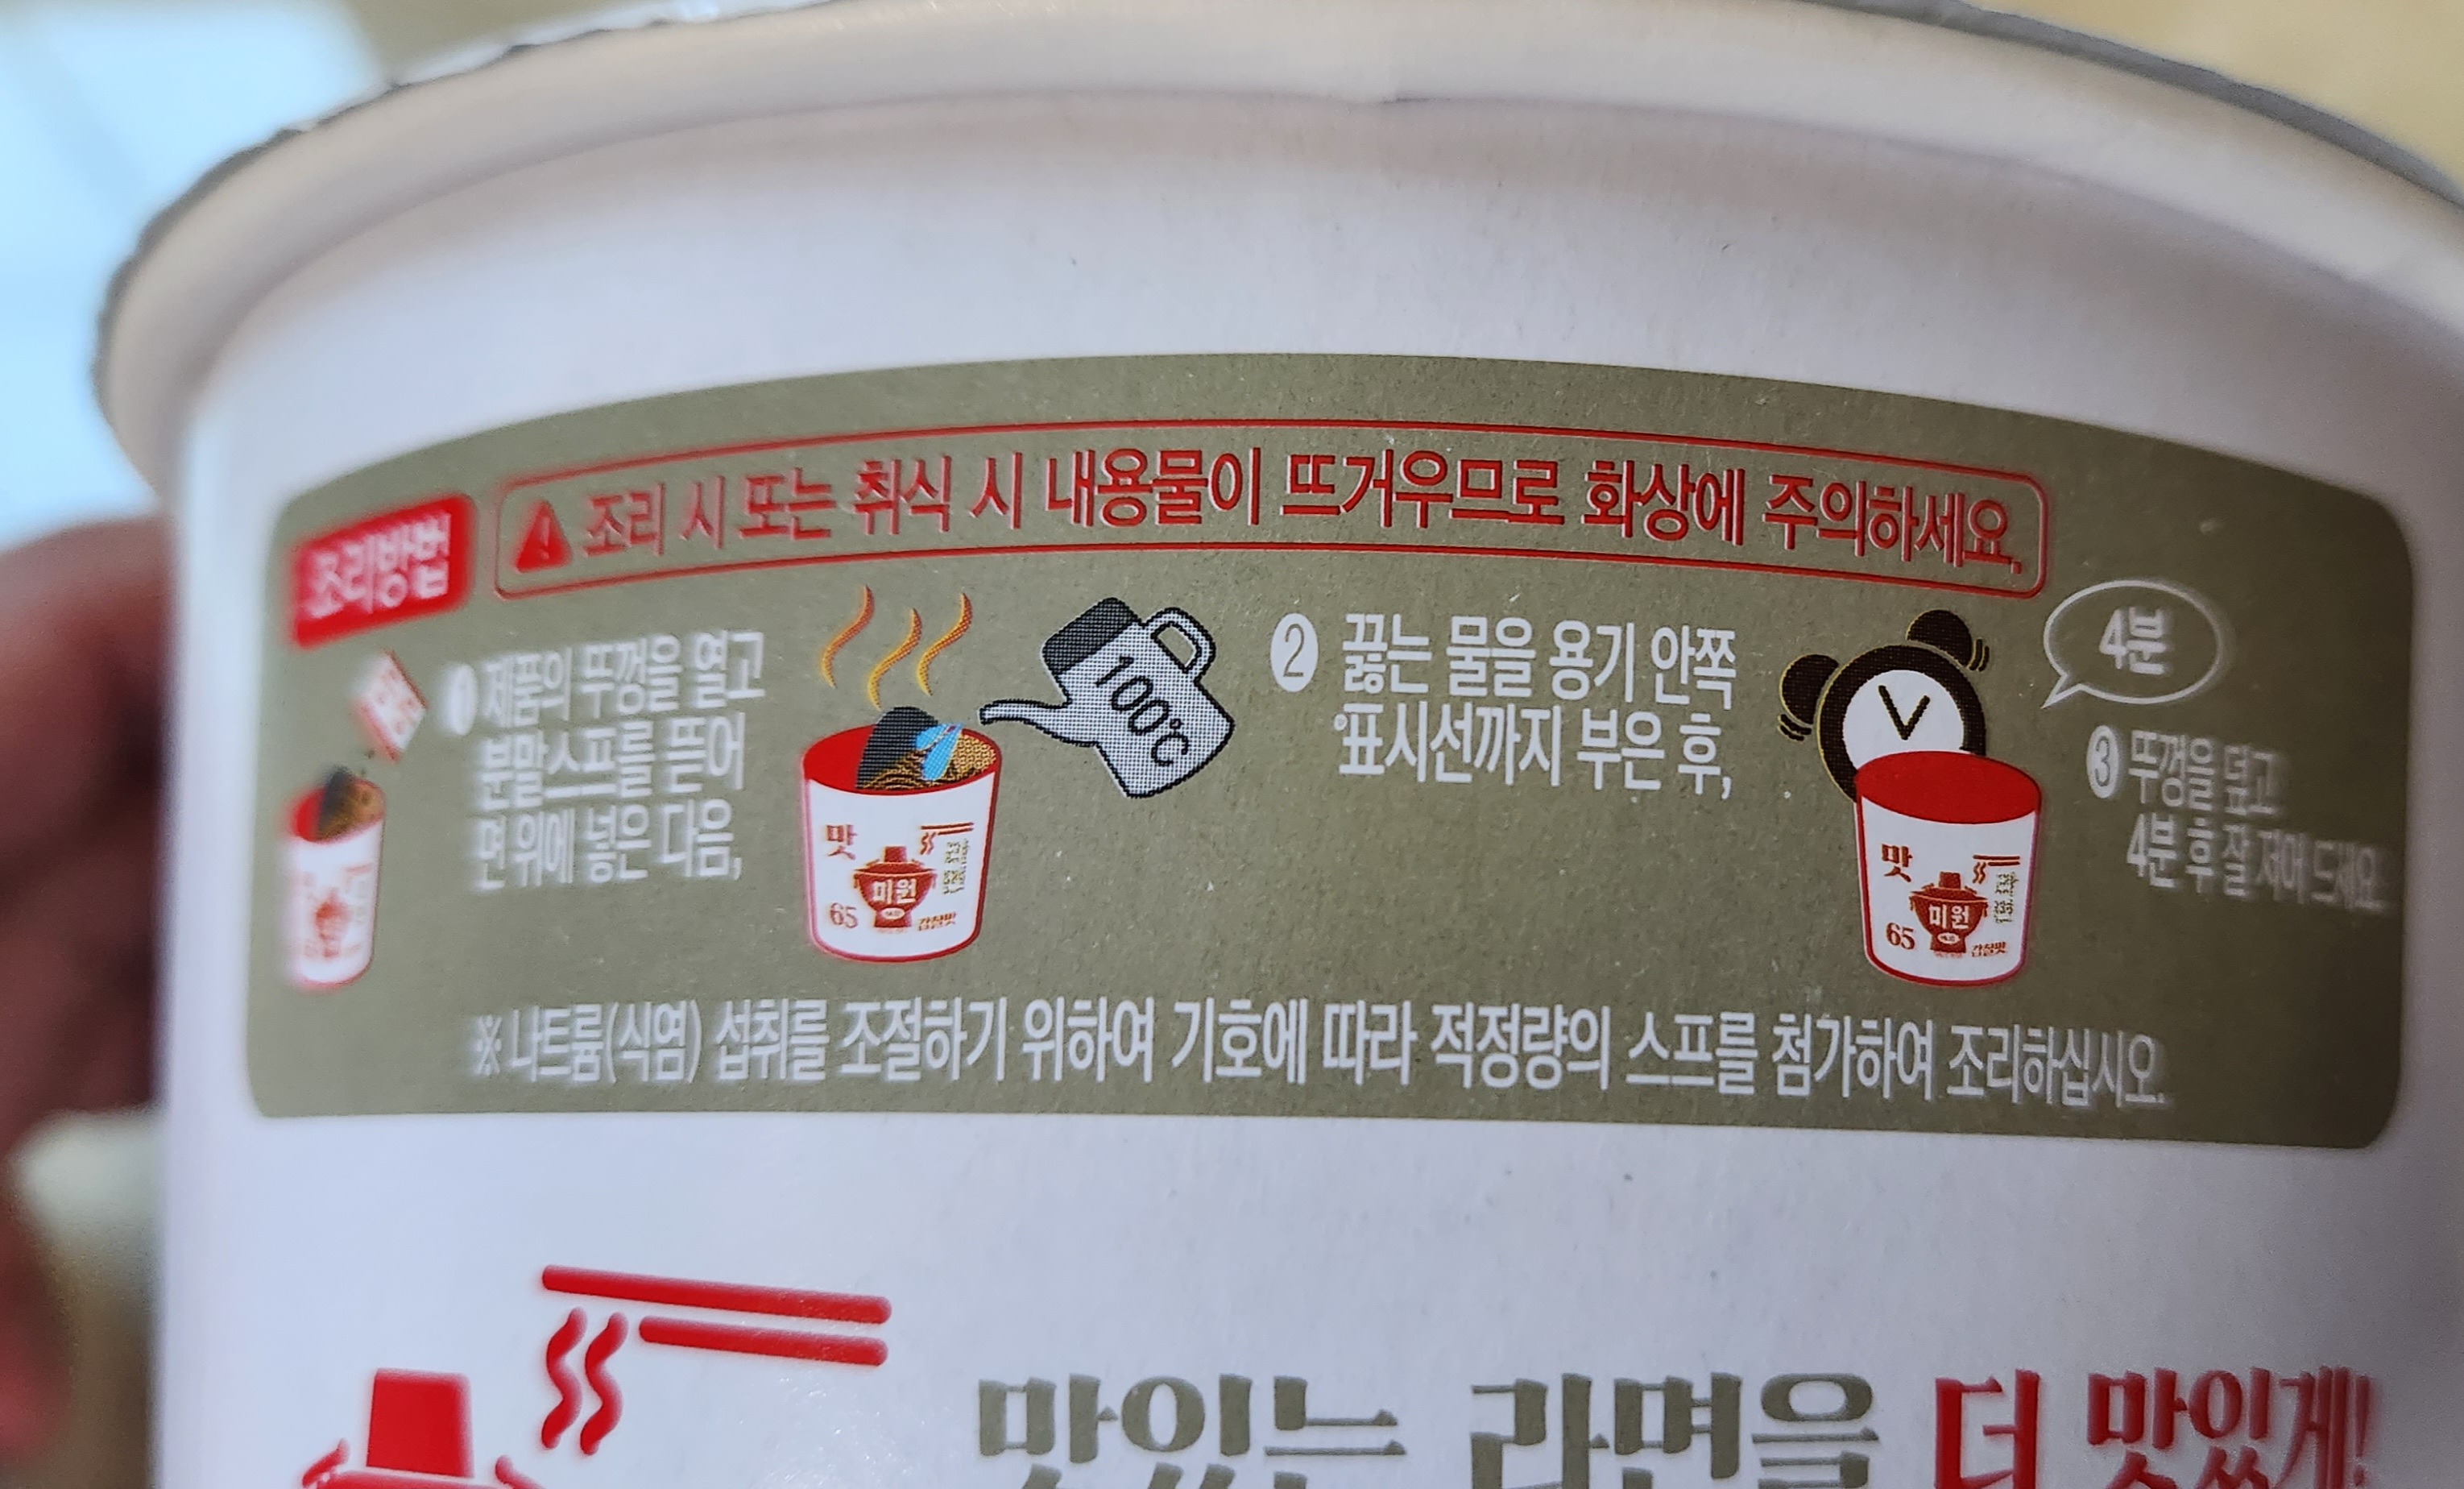 조리방법
조리 시 또는 취식 시 내용물이 뜨거우므로 화상에 주의하세요.
① 제품의 뚜껑을 열고
분말스프를 뜯어
면 위에 넣은 다음,
100℃
맛
미원
65
감칠맛
② 끓는 물을 용기 안쪽
표시선까지 부은 후,
4분
맛
미원
65
감칠맛
③ 뚜껑을 덮고
4분 후 잘 저어 드세요.
※ 나트륨(식염) 섭취를 조절하기 위하여 기호에 따라 적정량의 스프를 첨가하여 조리하십시오.
맛있는 라면을 더 맛있게!